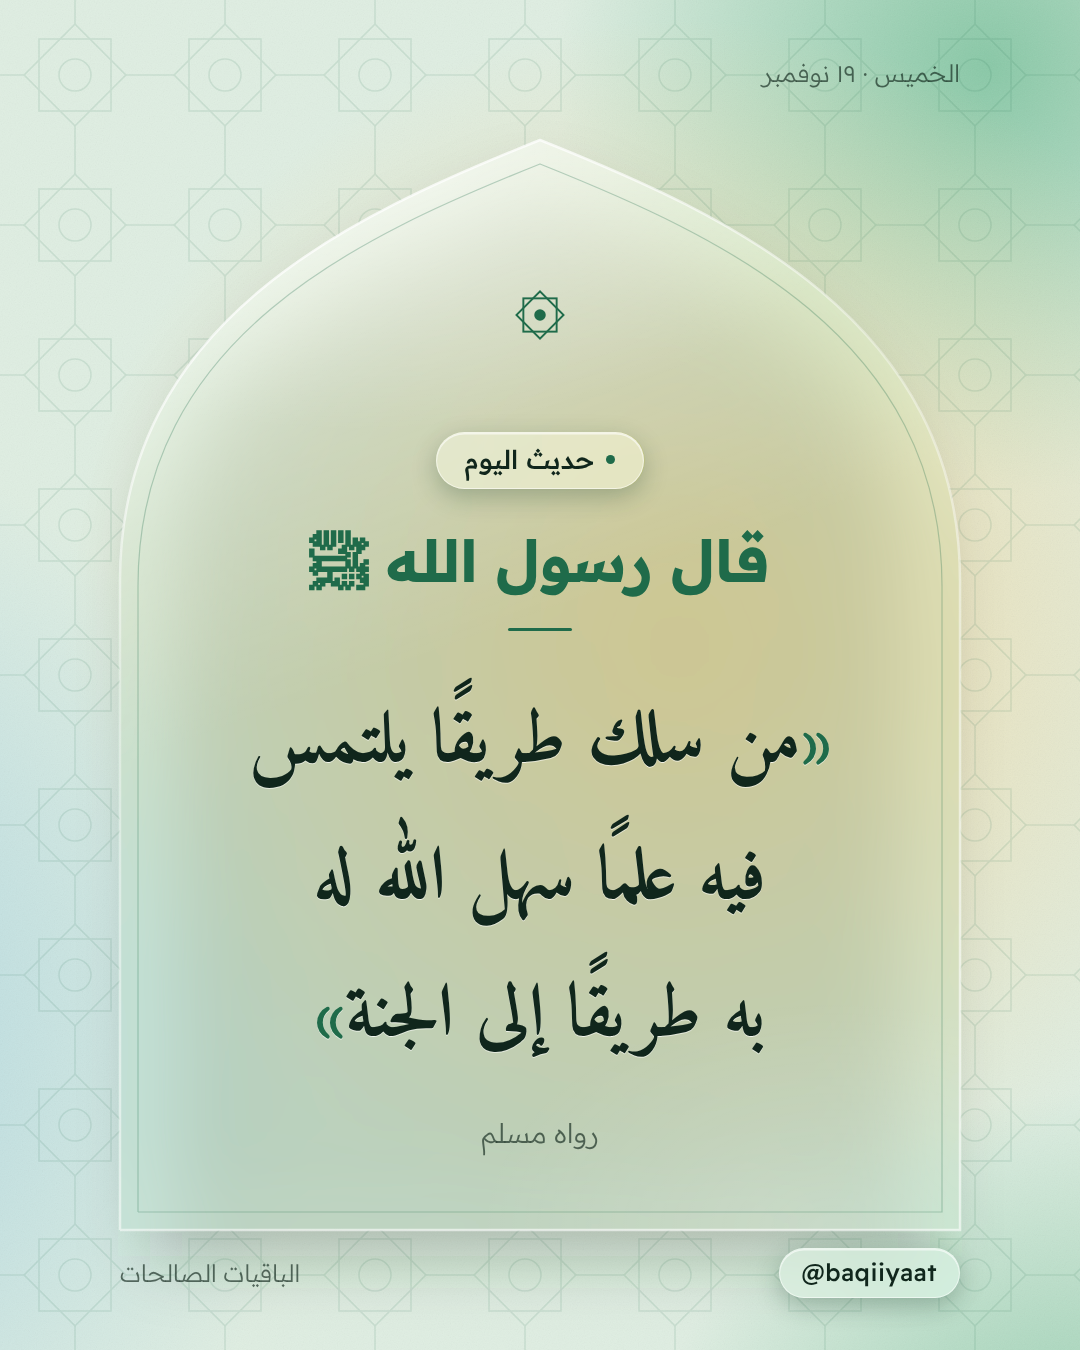 الخميس · ١٩ نوفمبر
• حديث اليوم
قال رسول الله ﷺ
«من سلك طريقًا يلتمس
فيه علمًا سهل الله له
به طريقًا إلى الجنة»
رواه مسلم
@baqiiyaat
الباقيات الصالحات